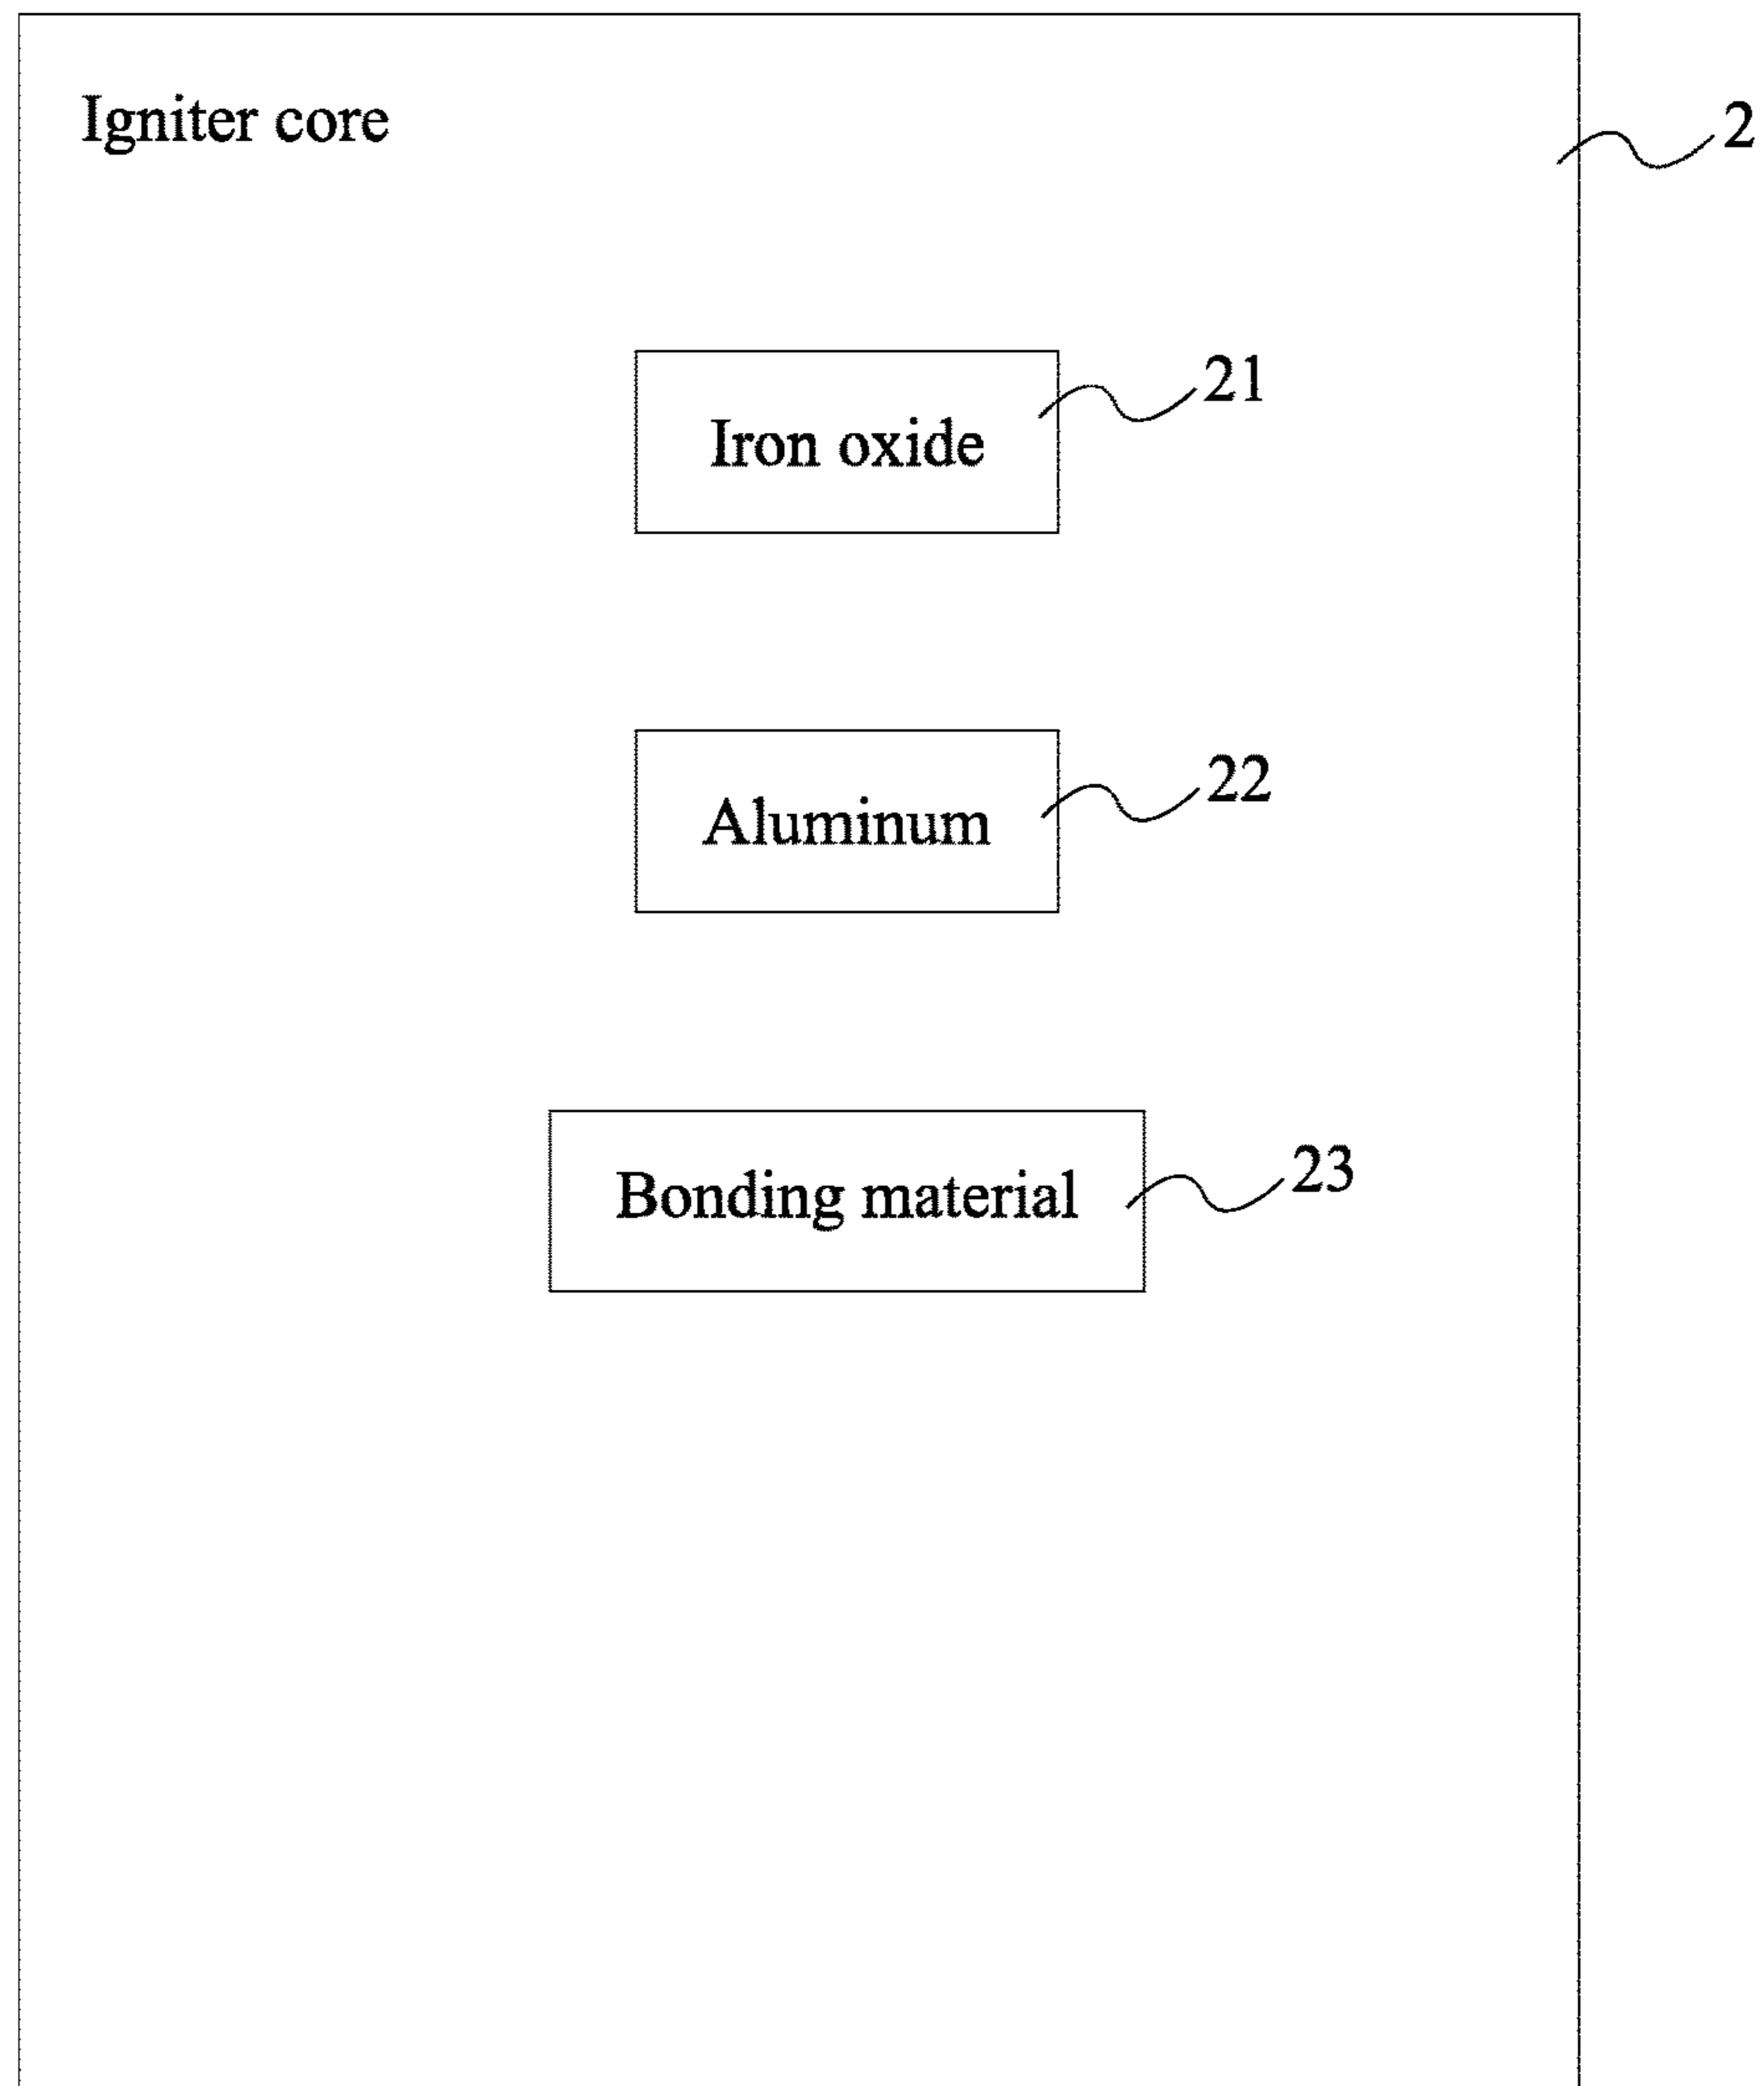 Igniter core
2
21
Iron oxide
22
Aluminum
23
Bonding material